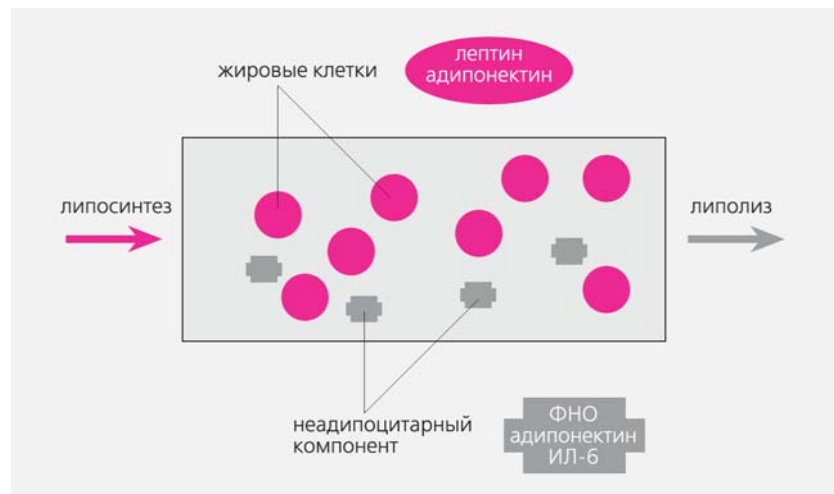 лептин
адипонектин
жировые клетки
липосинтез
липолиз
неадипоцитарный
компонент
ФНО
адипонектин
ИЛ-6